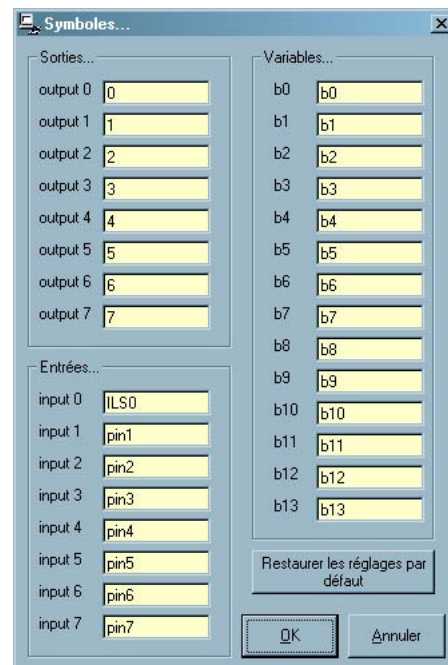 Symboles...
Sorties...
output 0 0
output 1 1
output 2 2
output 3 3
output 4 4
output 5 5
output 6 6
output 7 7
Entrées...
input 0 ILS0
input 1 pin1
input 2 pin2
input 3 pin3
input 4 pin4
input 5 pin5
input 6 pin6
input 7 pin7
Variables...
b0 b0
b1 b1
b2 b2
b3 b3
b4 b4
b5 b5
b6 b6
b7 b7
b8 b8
b9 b9
b10 b10
b11 b11
b12 b12
b13 b13
Restaurer les réglages par
défaut
OK
Annuler